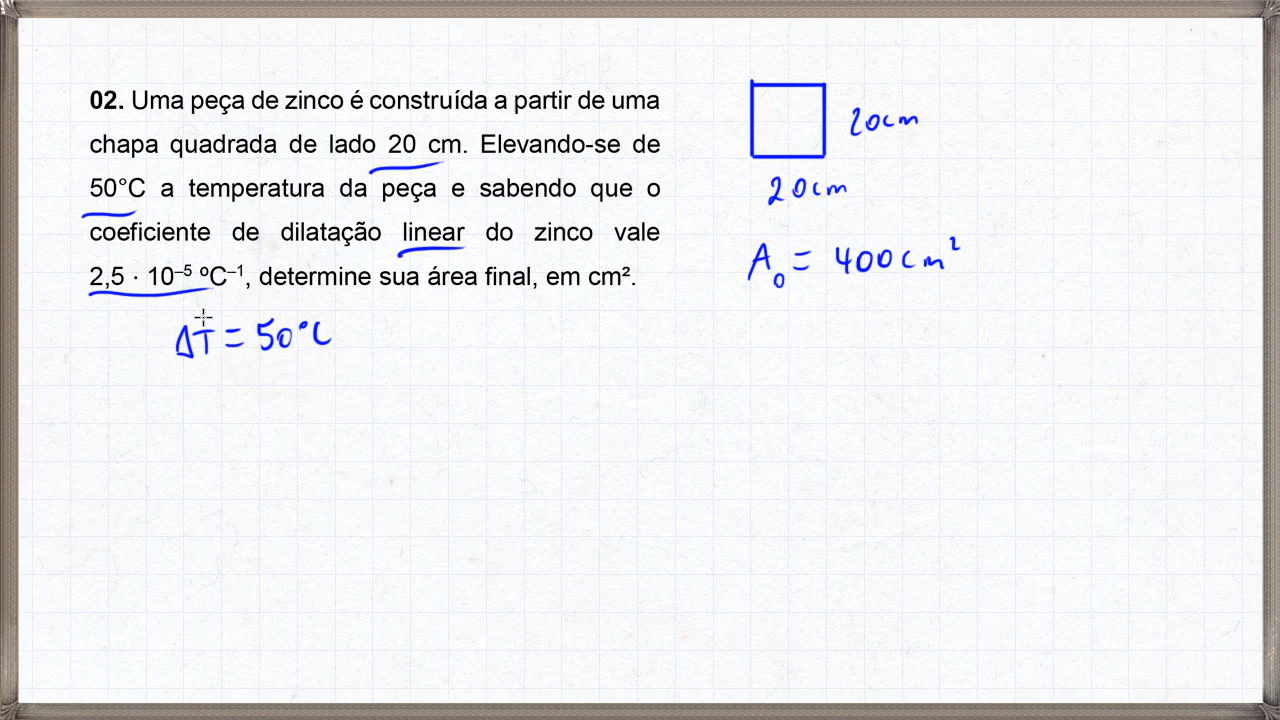 02. Uma peça de zinco é construída a partir de uma
chapa quadrada de lado 20 cm. Elevando-se de
50°C a temperatura da peça e sabendo que o
coeficiente de dilatação linear do zinco vale
2,5 · 10⁻⁵ ºC⁻¹, determine sua área final, em cm².
ΔT = 50°C
20cm
20cm
A₀ = 400cm²